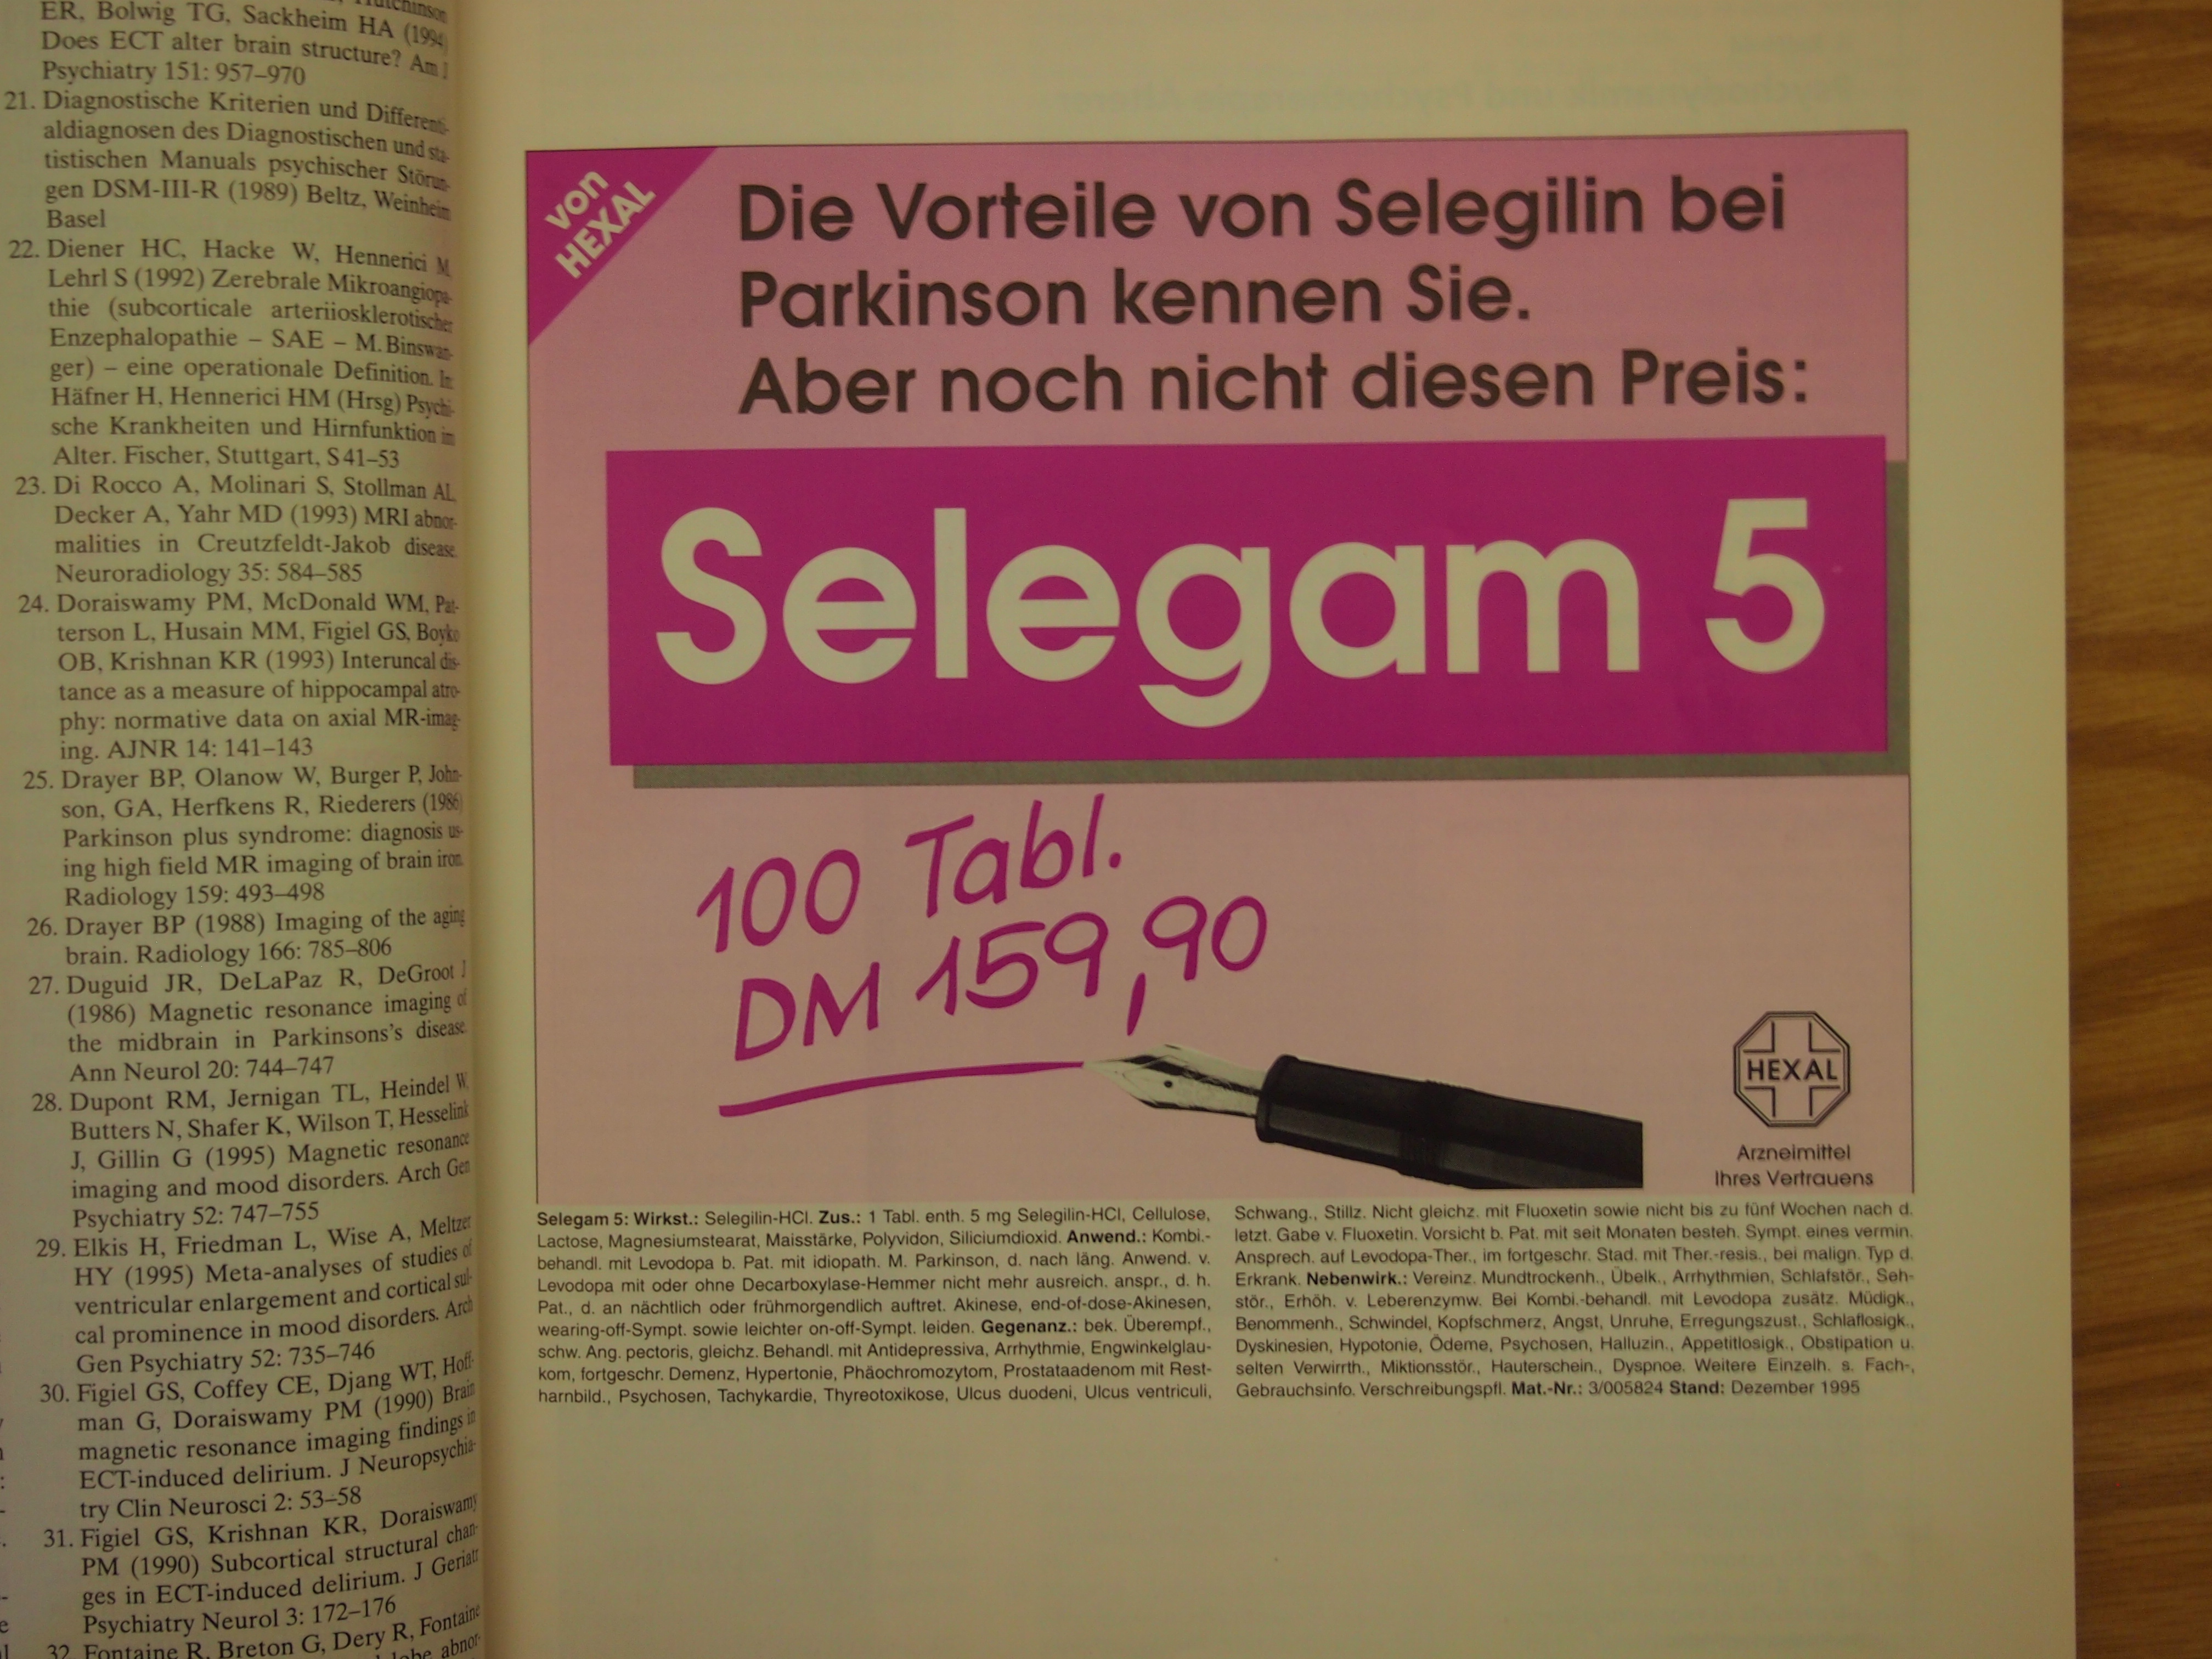 ER, Bolwig TG, Sackheim HA (1994)
Does ECT alter brain structure? Am J
Psychiatry 151: 957–970
21. Diagnostische Kriterien und Differenti-
aldiagnosen des Diagnostischen und sta-
tistischen Manuals psychischer Störun-
gen DSM-III-R (1989) Beltz, Weinheim
Basel
22. Diener HC, Hacke W, Hennerici M,
Lehrl S (1992) Zerebrale Mikroangiopa-
thie (subcorticale arteriiosklerotischer
Enzephalopathie – SAE – M. Binswan-
ger) – eine operationale Definition. In:
Häfner H, Hennerici HM (Hrsg) Psychi-
sche Krankheiten und Hirnfunktion im
Alter. Fischer, Stuttgart, S 41–53
23. Di Rocco A, Molinari S, Stollman AL,
Decker A, Yahr MD (1993) MRI abnor-
malities in Creutzfeldt-Jakob disease.
Neuroradiology 35: 584–585
24. Doraiswamy PM, McDonald WM, Pat-
terson L, Husain MM, Figiel GS, Boyko
OB, Krishnan KR (1993) Interuncal dis-
tance as a measure of hippocampal atro-
phy: normative data on axial MR-imag-
ing. AJNR 14: 141–143
25. Drayer BP, Olanow W, Burger P, John-
son, GA, Herfkens R, Riederers (1986)
Parkinson plus syndrome: diagnosis us-
ing high field MR imaging of brain iron.
Radiology 159: 493–498
26. Drayer BP (1988) Imaging of the aging
brain. Radiology 166: 785–806
27. Duguid JR, DeLaPaz R, DeGroot J
(1986) Magnetic resonance imaging of
the midbrain in Parkinsons's disease.
Ann Neurol 20: 744–747
28. Dupont RM, Jernigan TL, Heindel W,
Butters N, Shafer K, Wilson T, Hesselink
J, Gillin G (1995) Magnetic resonance
imaging and mood disorders. Arch Gen
Psychiatry 52: 747–755
29. Elkis H, Friedman L, Wise A, Meltzer
HY (1995) Meta-analyses of studies of
ventricular enlargement and cortical sul-
cal prominence in mood disorders. Arch
Gen Psychiatry 52: 735–746
30. Figiel GS, Coffey CE, Djang WT, Hoff-
man G, Doraiswamy PM (1990) Brain
magnetic resonance imaging findings in
ECT-induced delirium. J Neuropsychia-
try Clin Neurosci 2: 53–58
31. Figiel GS, Krishnan KR, Doraiswamy
PM (1990) Subcortical structural chan-
ges in ECT-induced delirium. J Geriatr
Psychiatry Neurol 3: 172–176
32. Fontaine R, Breton G, Dery R, Fontaine
von
HEXAL
Die Vorteile von Selegilin bei
Parkinson kennen Sie.
Aber noch nicht diesen Preis:
Selegam 5
100 Tabl.
DM 159,90
HEXAL
Arzneimittel
Ihres Vertrauens
Selegam 5: Wirkst.: Selegilin-HCl. Zus.: 1 Tabl. enth. 5 mg Selegilin-HCl, Cellulose,
Lactose, Magnesiumstearat, Maisstärke, Polyvidon, Siliciumdioxid. Anwend.: Kombi.-
behandl. mit Levodopa b. Pat. mit idiopath. M. Parkinson, d. nach läng. Anwend. v.
Levodopa mit oder ohne Decarboxylase-Hemmer nicht mehr ausreich. anspr., d. h.
Pat., d. an nächtlich oder frühmorgendlich auftret. Akinese, end-of-dose-Akinesen,
wearing-off-Sympt. sowie leichter on-off-Sympt. leiden. Gegenanz.: bek. Überempf.,
schw. Ang. pectoris, gleichz. Behandl. mit Antidepressiva, Arrhythmie, Engwinkelglau-
kom, fortgeschr. Demenz, Hypertonie, Phäochromozytom, Prostataadenom mit Rest-
harnbild., Psychosen, Tachykardie, Thyreotoxikose, Ulcus duodeni, Ulcus ventriculi,
Schwang., Stillz. Nicht gleichz. mit Fluoxetin sowie nicht bis zu fünf Wochen nach d.
letzt. Gabe v. Fluoxetin. Vorsicht b. Pat. mit seit Monaten besteh. Sympt. eines vermin.
Ansprech. auf Levodopa-Ther., im fortgeschr. Stad. mit Ther.-resis., bei malign. Typ d.
Erkrank. Nebenwirk.: Vereinz. Mundtrockenh., Übelk., Arrhythmien, Schlafstör., Seh-
stör., Erhöh. v. Leberenzymw. Bei Kombi.-behandl. mit Levodopa zusätz. Müdigk.,
Benommenh., Schwindel, Kopfschmerz, Angst, Unruhe, Erregungszust., Schlaflosigk.,
Dyskinesien, Hypotonie, Ödeme, Psychosen, Halluzin., Appetitlosigk., Obstipation u.
selten Verwirrth., Miktionsstör., Hauterschein., Dyspnoe. Weitere Einzelh. s. Fach-,
Gebrauchsinfo. Verschreibungspfl. Mat.-Nr.: 3/005824 Stand: Dezember 1995